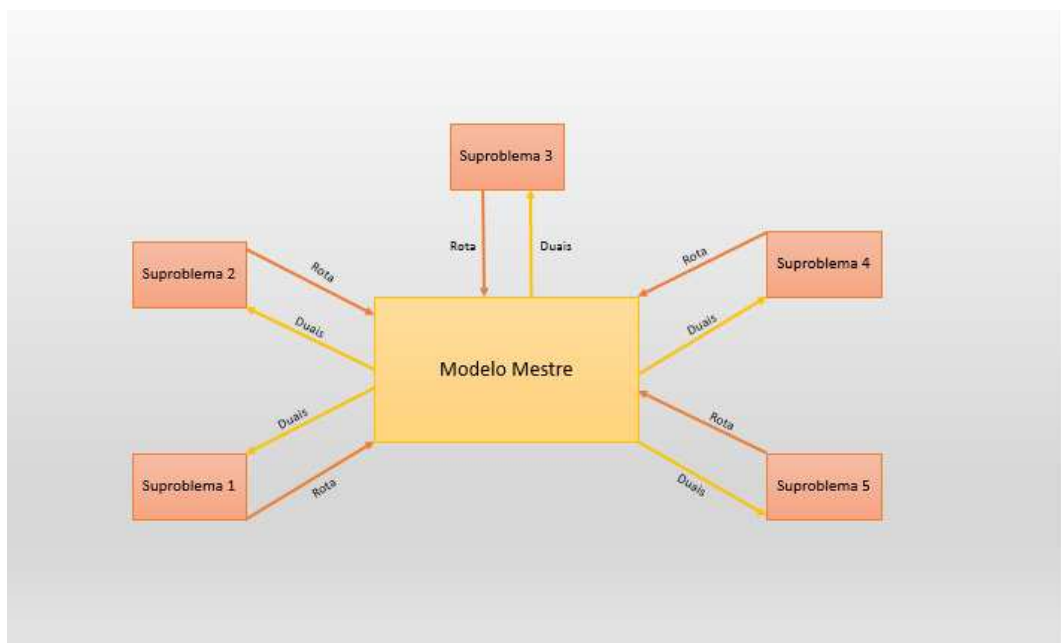 Suproblema 3
Rota
Duais
Suproblema 2
Rota
Duais
Suproblema 4
Rota
Duais
Modelo Mestre
Suproblema 1
Duais
Rota
Suproblema 5
Rota
Duais